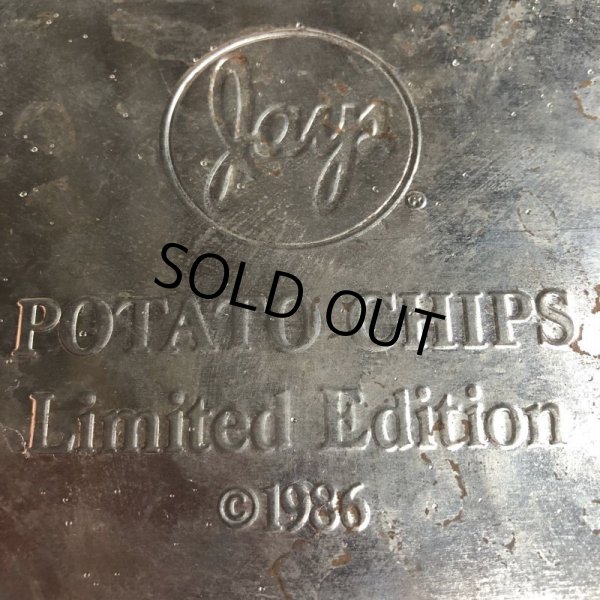 Jays
®
SOLD OUT
POTATO CHIPS
Limited Edition
©1986